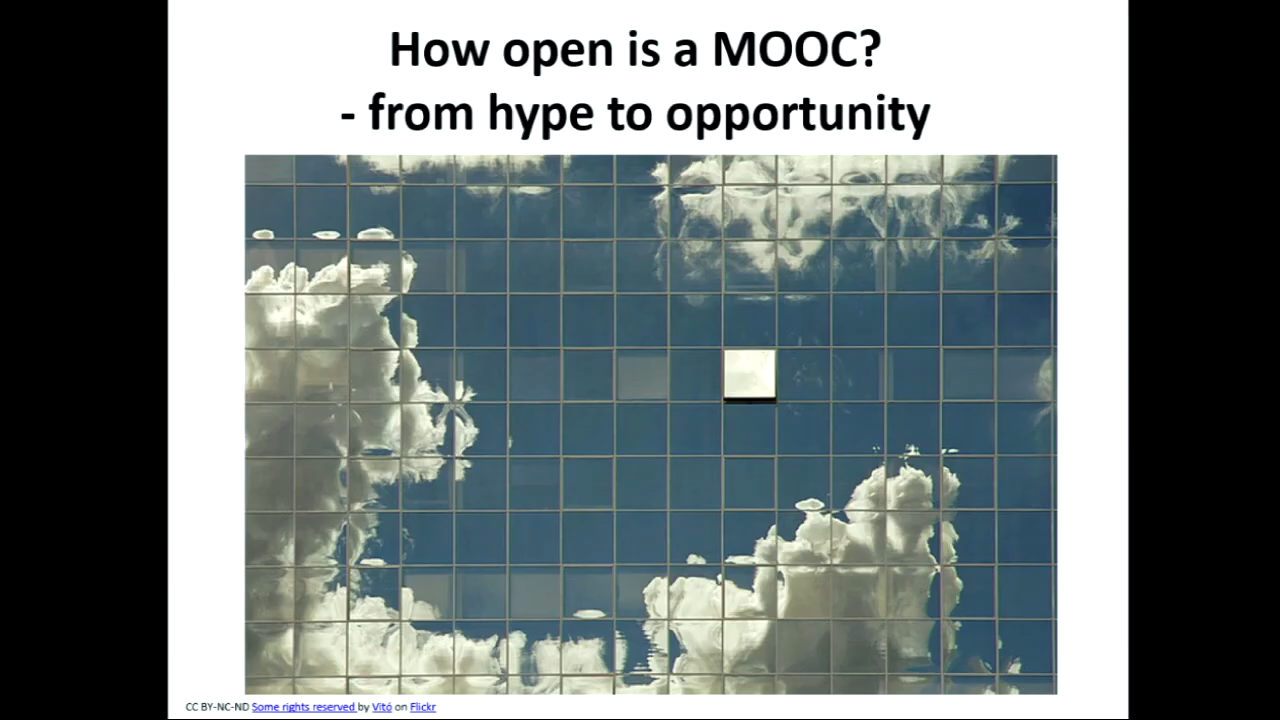 How open is a MOOC?
- from hype to opportunity
CC BY-NC-ND Some rights reserved by Vitó on Flickr